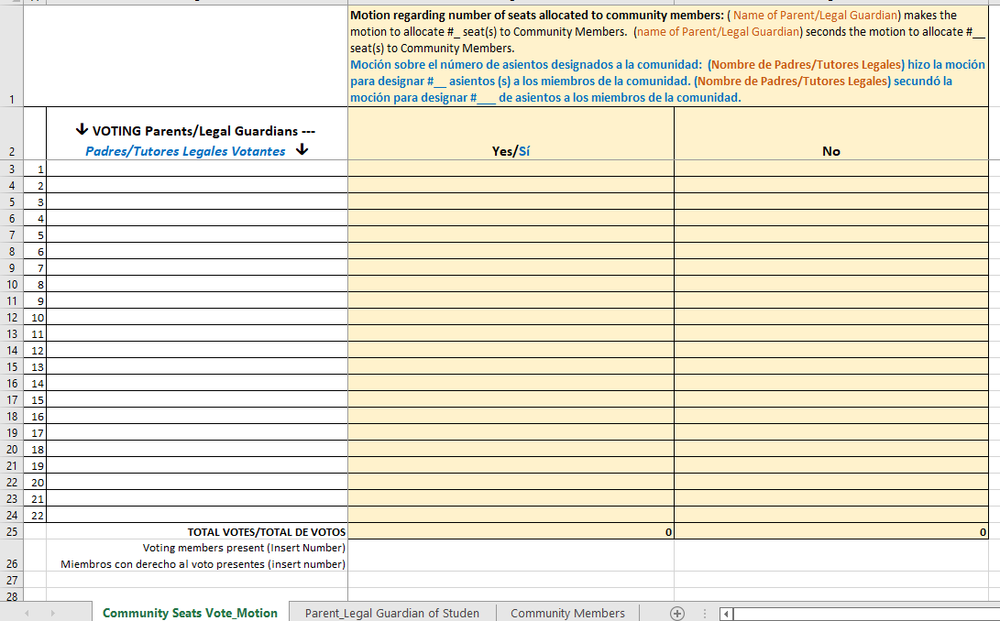 Motion regarding number of seats allocated to community members: ( Name of Parent/Legal Guardian) makes the
motion to allocate #_ seat(s) to Community Members.  (name of Parent/Legal Guardian) seconds the motion to allocate #__
seat(s) to Community Members.
Moción sobre el número de asientos designados a la comunidad:  (Nombre de Padres/Tutores Legales) hizo la moción
para designar #__ asientos (s) a los miembros de la comunidad. (Nombre de Padres/Tutores Legales) secundó la
moción para designar #___ de asientos a los miembros de la comunidad.
1
↓ VOTING Parents/Legal Guardians ---
Padres/Tutores Legales Votantes ↓
2 Yes/Sí No
3 1
4 2
5 3
6 4
7 5
8 6
9 7
10 8
11 9
12 10
13 11
14 12
15 13
16 14
17 15
18 16
19 17
20 18
21 19
22 20
23 21
24 22
25 TOTAL VOTES/TOTAL DE VOTOS 0 0
Voting members present (Insert Number)
26 Miembros con derecho al voto presentes (insert number)
27
28
Community Seats Vote_Motion Parent_Legal Guardian of Studen Community Members